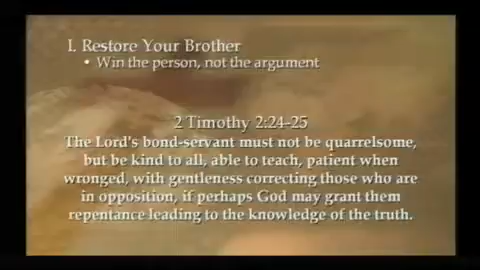 I. Restore Your Brother
• Win the person, not the argument
2 Timothy 2:24-25
The Lord's bond-servant must not be quarrelsome,
but be kind to all, able to teach, patient when
wronged, with gentleness correcting those who are
in opposition, if perhaps God may grant them
repentance leading to the knowledge of the truth.